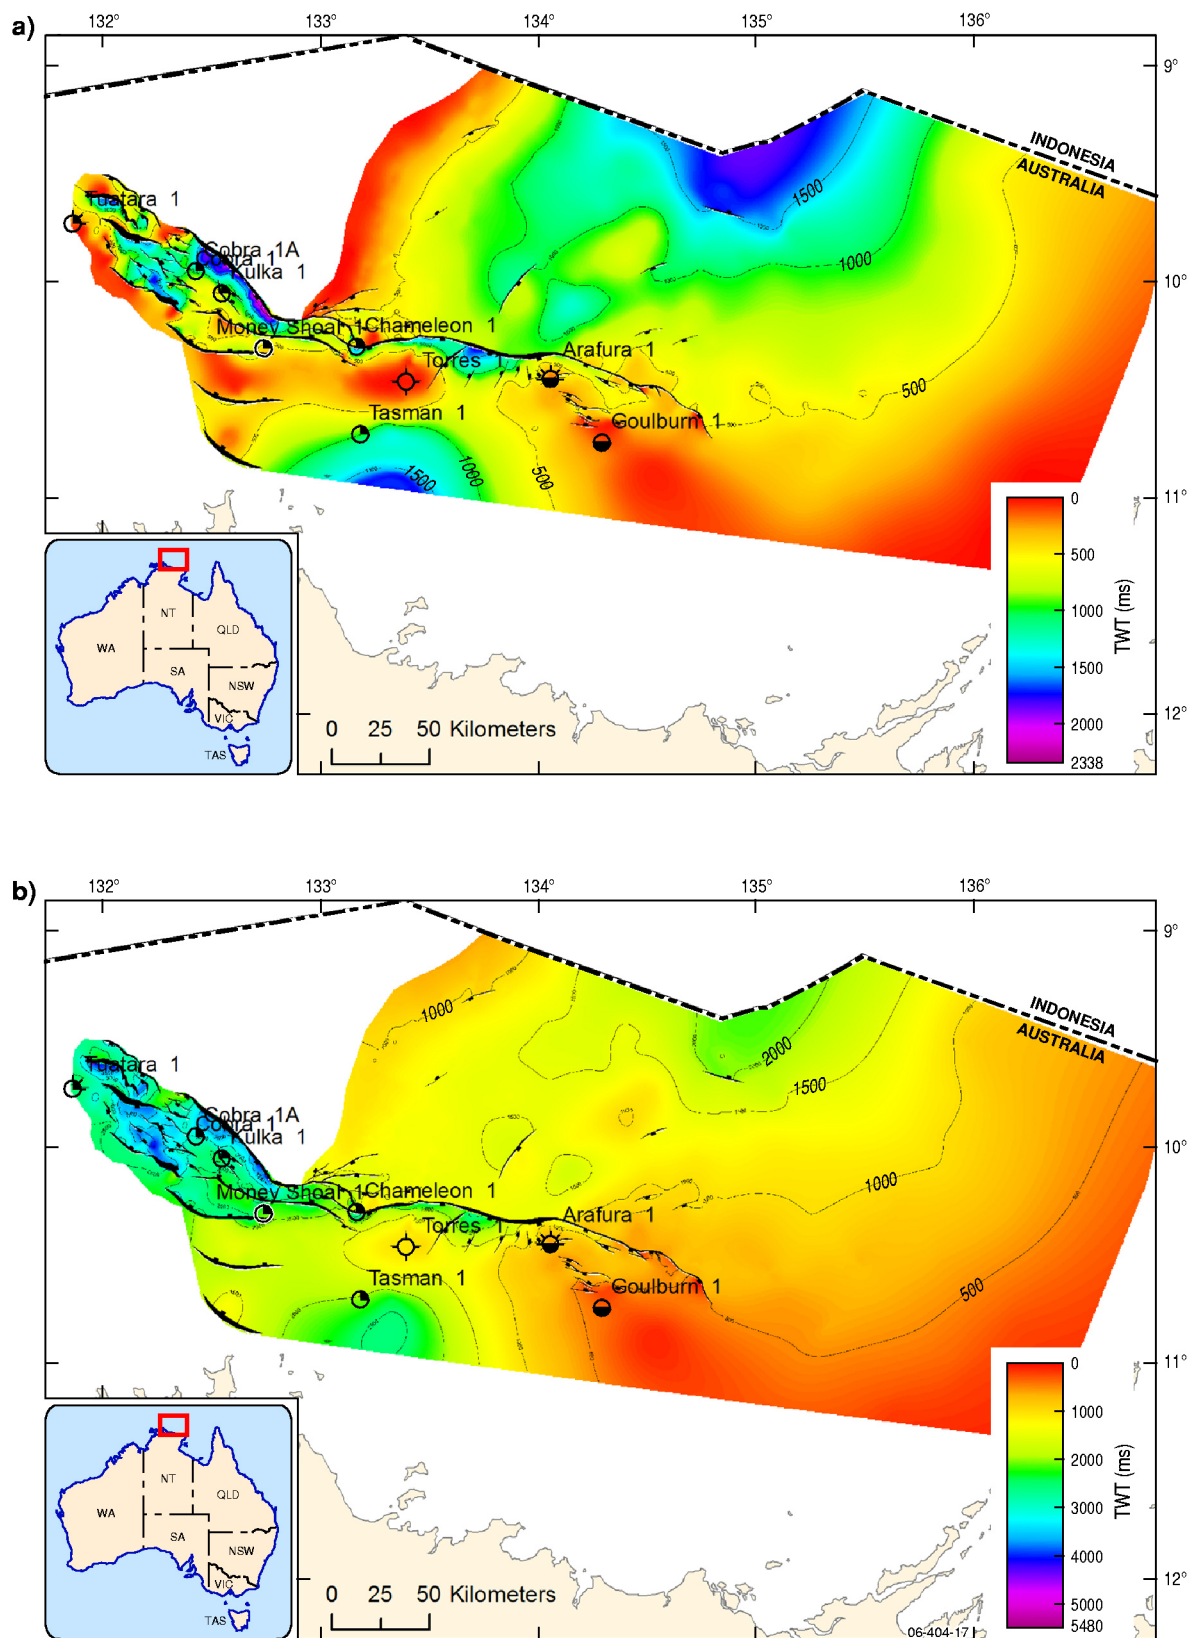 a)
132° 133° 134° 135° 136°
9°
INDONESIA
AUSTRALIA
1500
Tuatara 1
Cobra 1A
Cobra 1
Kulka 1
1000
10°
Money Shoal 1
Chameleon 1
Arafura 1
Torres 1
500
Tasman 1
Goulburn 1
1500
1000
500
11°
0
500
1000
1500
2000
2338
TWT (ms)
NT
QLD
WA
SA
NSW
VIC
TAS
0 25 50 Kilometers
12°
b)
132° 133° 134° 135° 136°
9°
INDONESIA
AUSTRALIA
1000
2000
1500
Tuatara 1
Cobra 1A
Cobra 1
Kulka 1
10°
1000
Money Shoal 1
Chameleon 1
Arafura 1
Torres 1
Tasman 1
Goulburn 1
500
11°
0
1000
2000
3000
4000
5000
5480
TWT (ms)
NT
QLD
WA
SA
NSW
VIC
TAS
0 25 50 Kilometers
12°
06-404-17